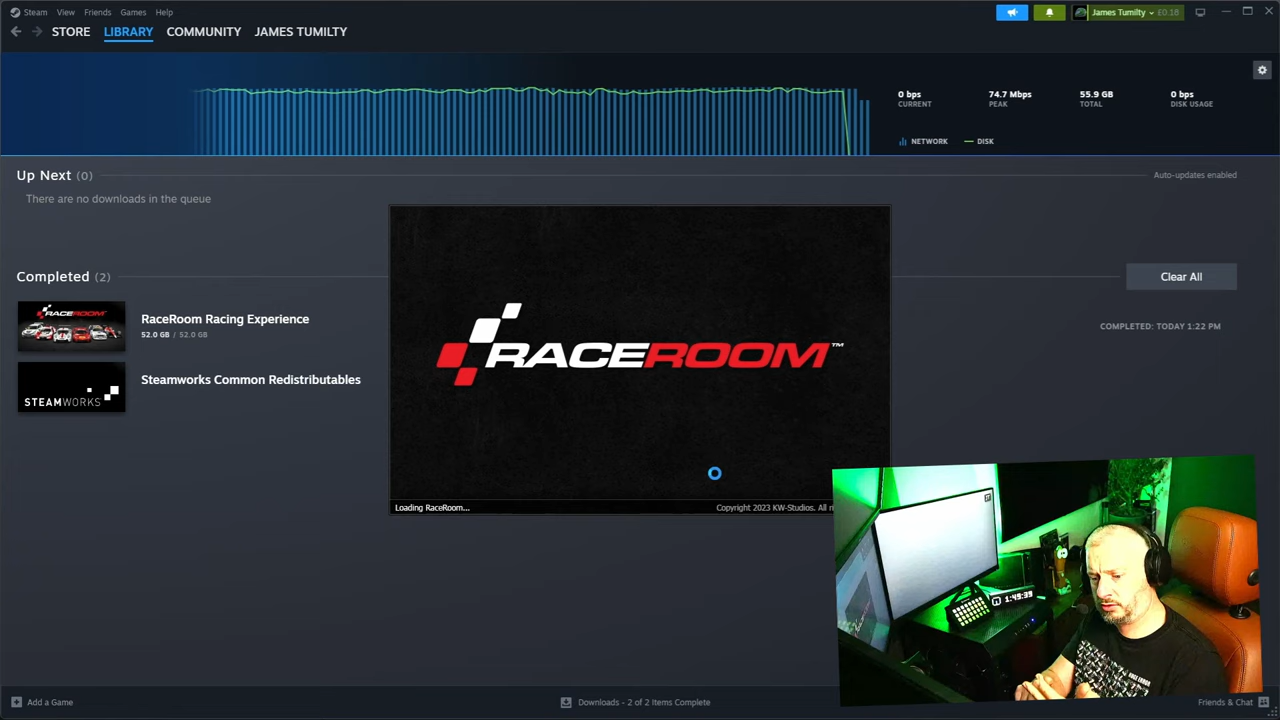 Steam View Friends Games Help
James Tumilty £0.18
STORE LIBRARY COMMUNITY JAMES TUMILTY
0 bps 74.7 Mbps 55.9 GB 0 bps
CURRENT PEAK TOTAL DISK USAGE
NETWORK DISK
Up Next (0)
Auto-updates enabled
There are no downloads in the queue
Completed (2)
Clear All
RACEROOM
RaceRoom Racing Experience
52.0 GB / 52.0 GB
COMPLETED: TODAY 1:22 PM
STEAMWORKS
Steamworks Common Redistributables
RACEROOM™
Loading RaceRoom...
Copyright 2023 KW-Studios. All
1:49:39
Add a Game
Downloads - 2 of 2 Items Complete
Friends & Chat